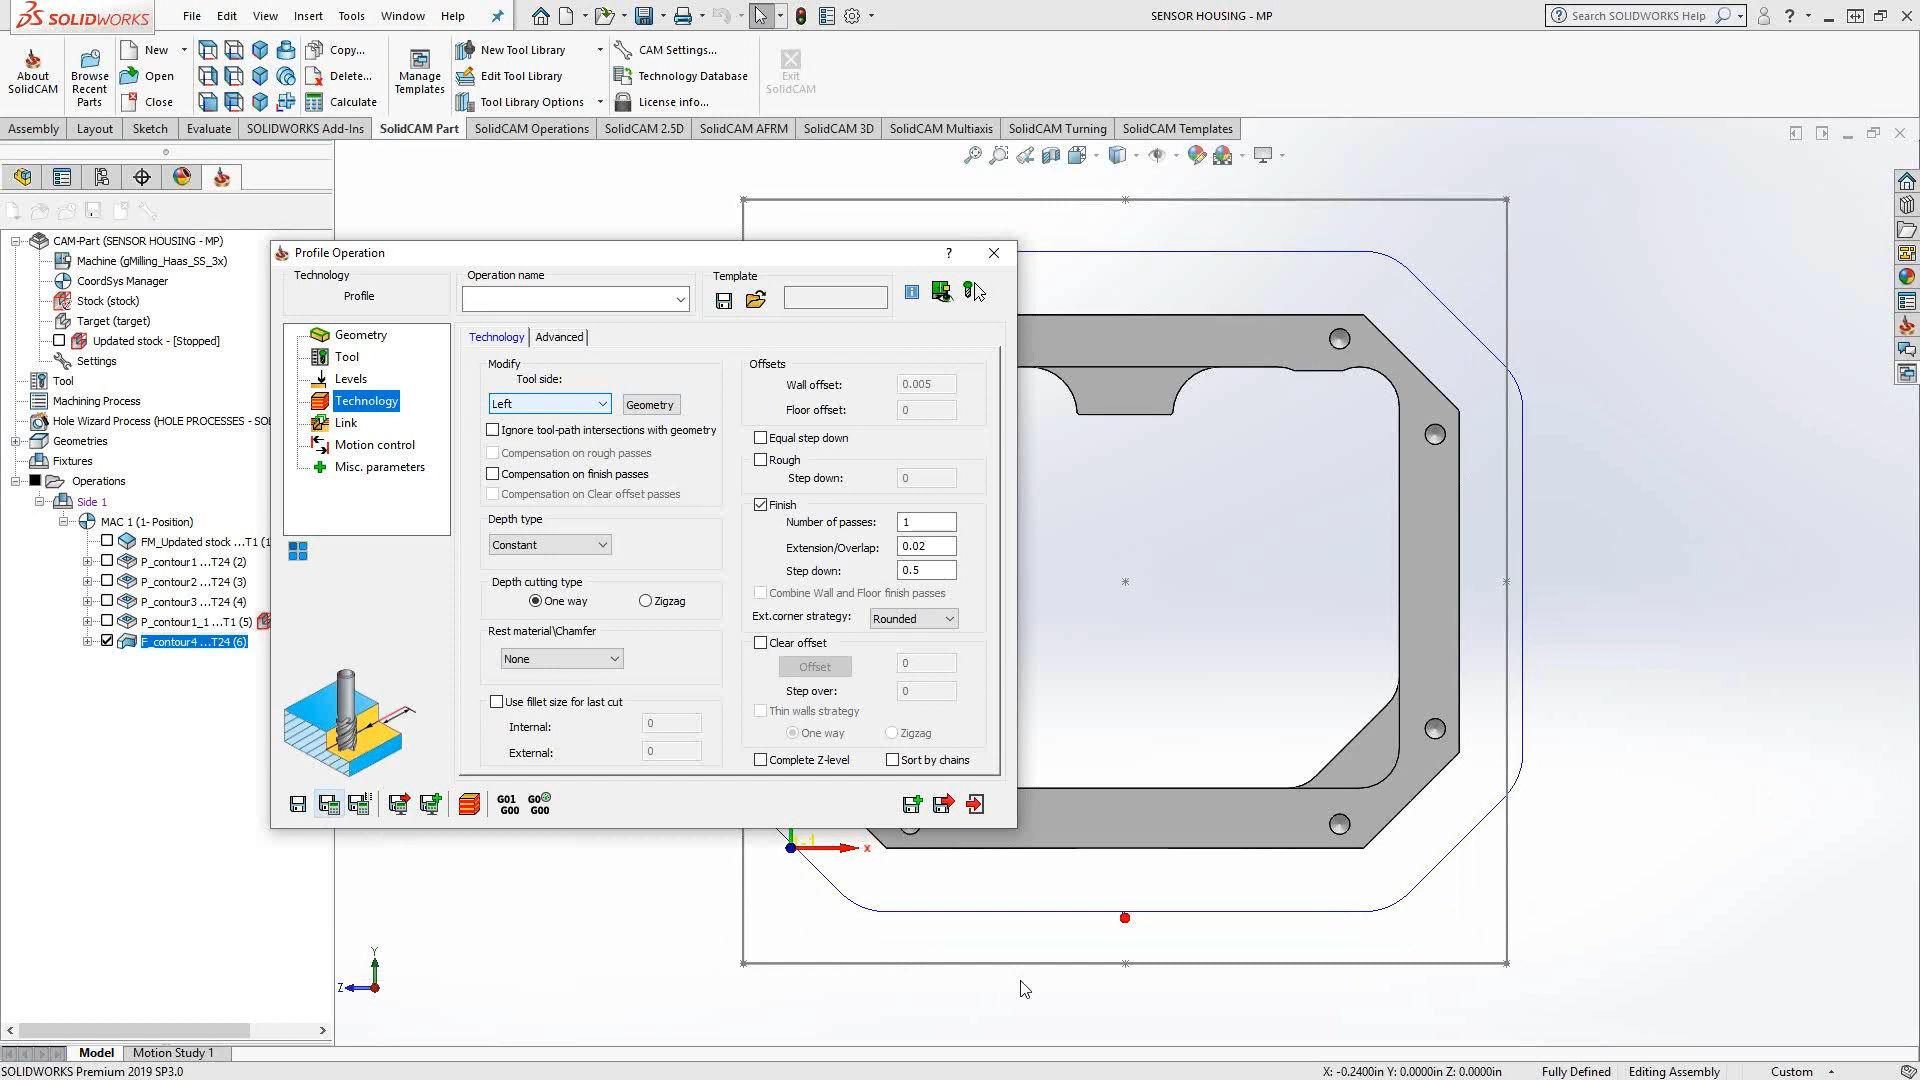 SOLIDWORKS File Edit View Insert Tools Window Help SENSOR HOUSING - MP Search SOLIDWORKS Help
About SolidCAM
Browse Recent Parts
New
Open
Close
Copy...
Delete...
Calculate
Manage Templates
New Tool Library
Edit Tool Library
Tool Library Options
CAM Settings...
Technology Database
License info...
Exit SolidCAM
Assembly Layout Sketch Evaluate SOLIDWORKS Add-Ins SolidCAM Part SolidCAM Operations SolidCAM 2.5D SolidCAM AFRM SolidCAM 3D SolidCAM Multiaxis SolidCAM Turning SolidCAM Templates
CAM-Part (SENSOR HOUSING - MP)
Machine (gMilling_Haas_SS_3x)
CoordSys Manager
Stock (stock)
Target (target)
Updated stock - [Stopped]
Settings
Tool
Machining Process
Hole Wizard Process (HOLE PROCESSES - SO
Geometries
Fixtures
Operations
Side 1
MAC 1 (1- Position)
FM_Updated stock ...T1 (1
P_contour1 ...T24 (2)
P_contour2 ...T24 (3)
P_contour3 ...T24 (4)
P_contour1_1 ...T1 (5)
F_contour4 ...T24 (6)
Profile Operation
?
Technology
Profile
Operation name
Template
Geometry
Tool
Levels
Technology
Link
Motion control
Misc. parameters
Technology Advanced
Modify
Tool side:
Left
Geometry
Ignore tool-path intersections with geometry
Compensation on rough passes
Compensation on finish passes
Compensation on Clear offset passes
Depth type
Constant
Depth cutting type
One way Zigzag
Rest material\Chamfer
None
Use fillet size for last cut
Internal: 0
External: 0
Offsets
Wall offset: 0.005
Floor offset: 0
Equal step down
Rough
Step down: 0
Finish
Number of passes: 1
Extension/Overlap: 0.02
Step down: 0.5
Combine Wall and Floor finish passes
Ext.corner strategy: Rounded
Clear offset
Offset 0
Step over: 0
Thin walls strategy
One way Zigzag
Complete Z-level Sort by chains
G01 G00
G0 G00
x
Y
Z
Model Motion Study 1
SOLIDWORKS Premium 2019 SP3.0 X: -0.2400in Y: 0.0000in Z: 0.0000in Fully Defined Editing Assembly Custom